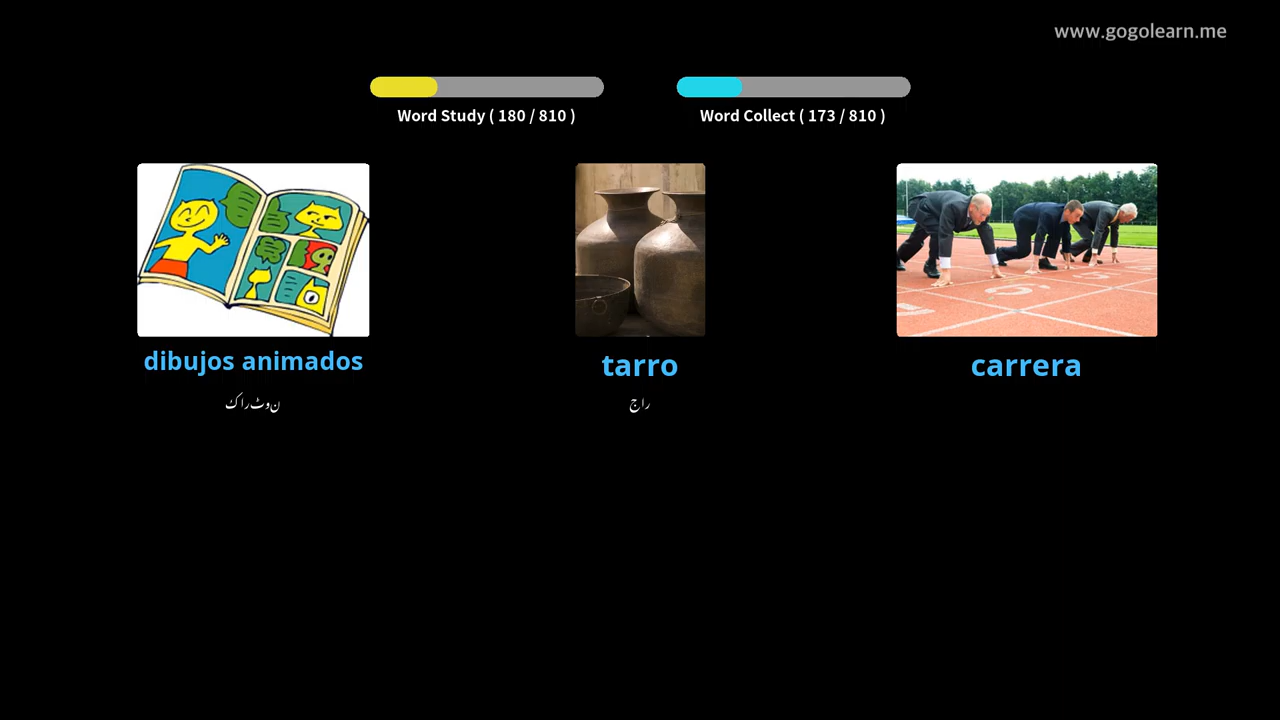 www.gogolearn.me
Word Study ( 180 / 810 )
Word Collect ( 173 / 810 )
dibujos animados
tarro
carrera
کارٹون
جار